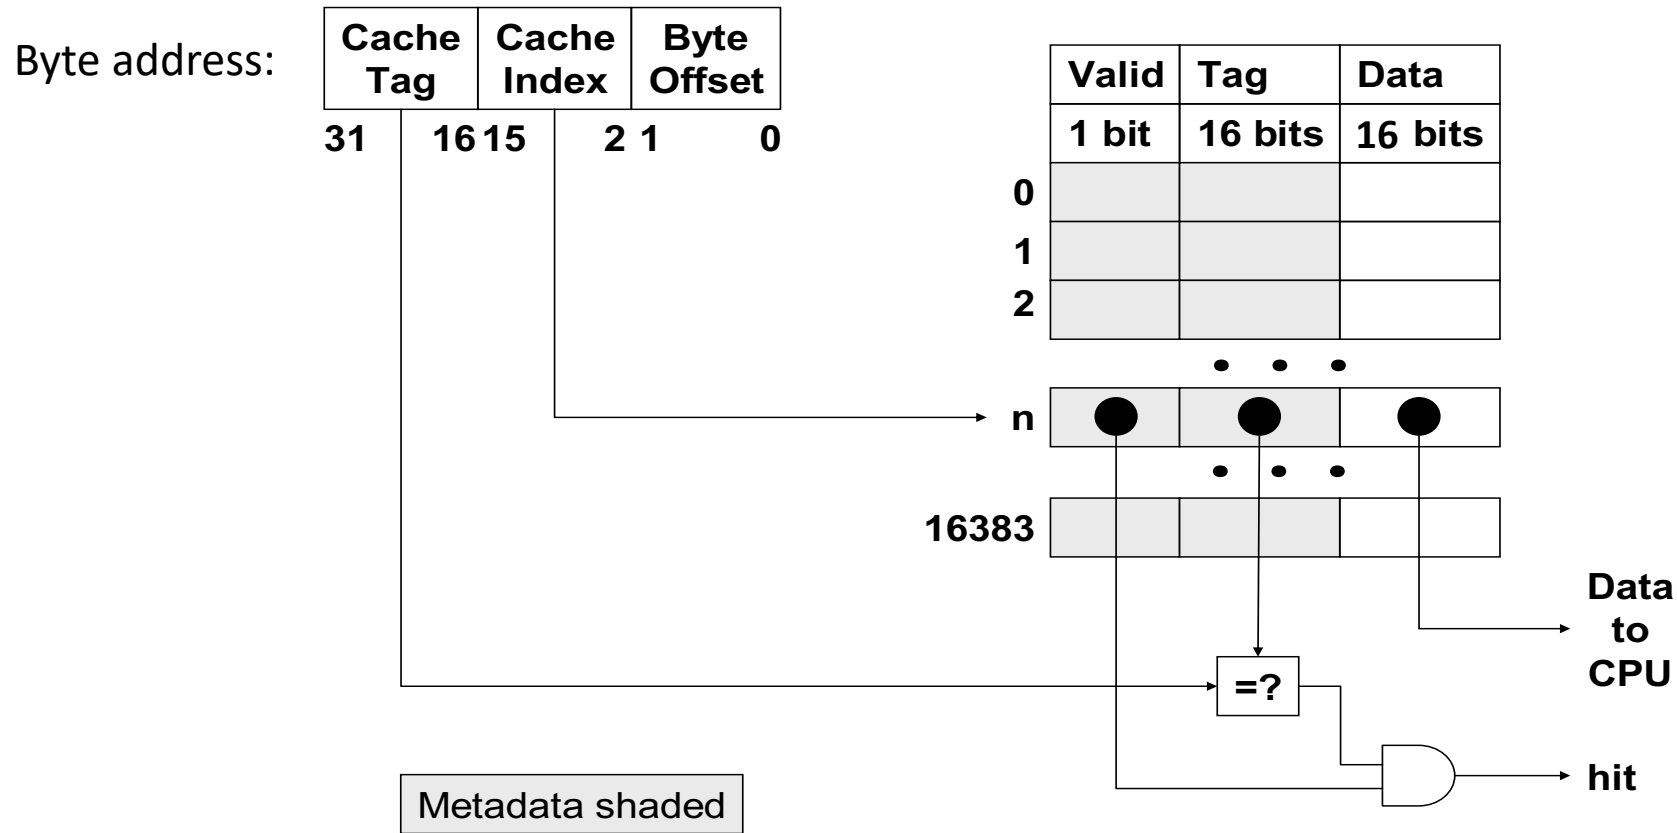 Byte address:
Cache Tag
Cache Index
Byte Offset
31 16 15 2 1 0
Valid Tag Data
1 bit 16 bits 16 bits
0
1
2
n
16383
Data
to
CPU
=?
hit
Metadata shaded